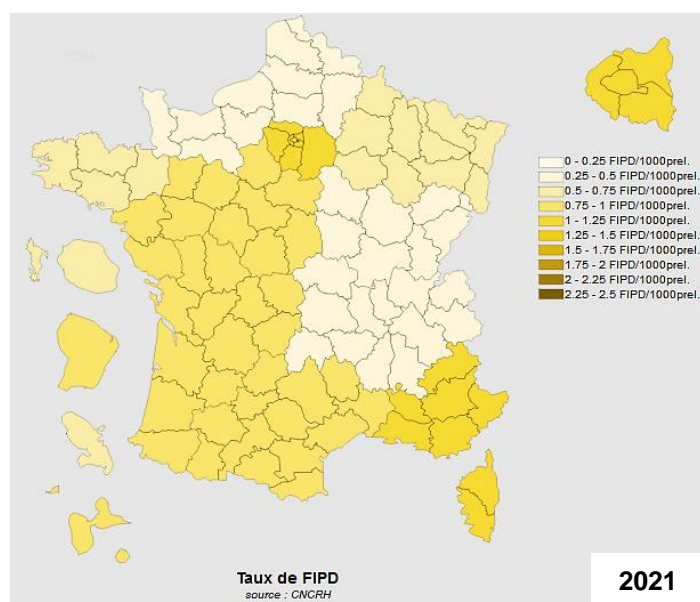 0 - 0.25 FIPD/1000prel.
0.25 - 0.5 FIPD/1000prel.
0.5 - 0.75 FIPD/1000prel.
0.75 - 1 FIPD/1000prel.
1 - 1.25 FIPD/1000prel.
1.25 - 1.5 FIPD/1000prel.
1.5 - 1.75 FIPD/1000prel.
1.75 - 2 FIPD/1000prel.
2 - 2.25 FIPD/1000prel.
2.25 - 2.5 FIPD/1000prel.
Taux de FIPD
source : CNCRH
2021